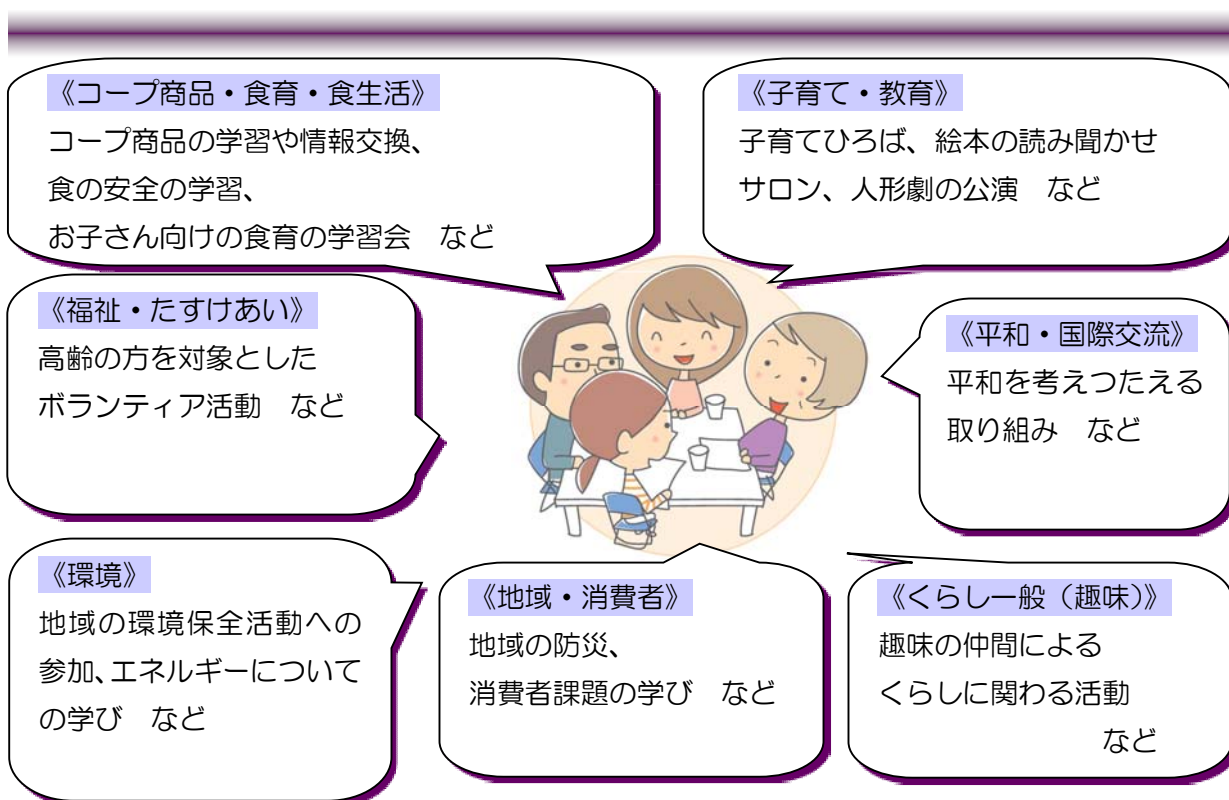 《コープ商品・食育・食生活》
コープ商品の学習や情報交換、
食の安全の学習、
お子さん向けの食育の学習会　など
《子育て・教育》
子育てひろば、絵本の読み聞かせ
サロン、人形劇の公演　など
《福祉・たすけあい》
高齢の方を対象とした
ボランティア活動　など
《平和・国際交流》
平和を考えつたえる
取り組み　など
《環境》
地域の環境保全活動への
参加、エネルギーについて
の学び　など
《地域・消費者》
地域の防災、
消費者課題の学び　など
《くらし一般（趣味）》
趣味の仲間による
くらしに関わる活動
など